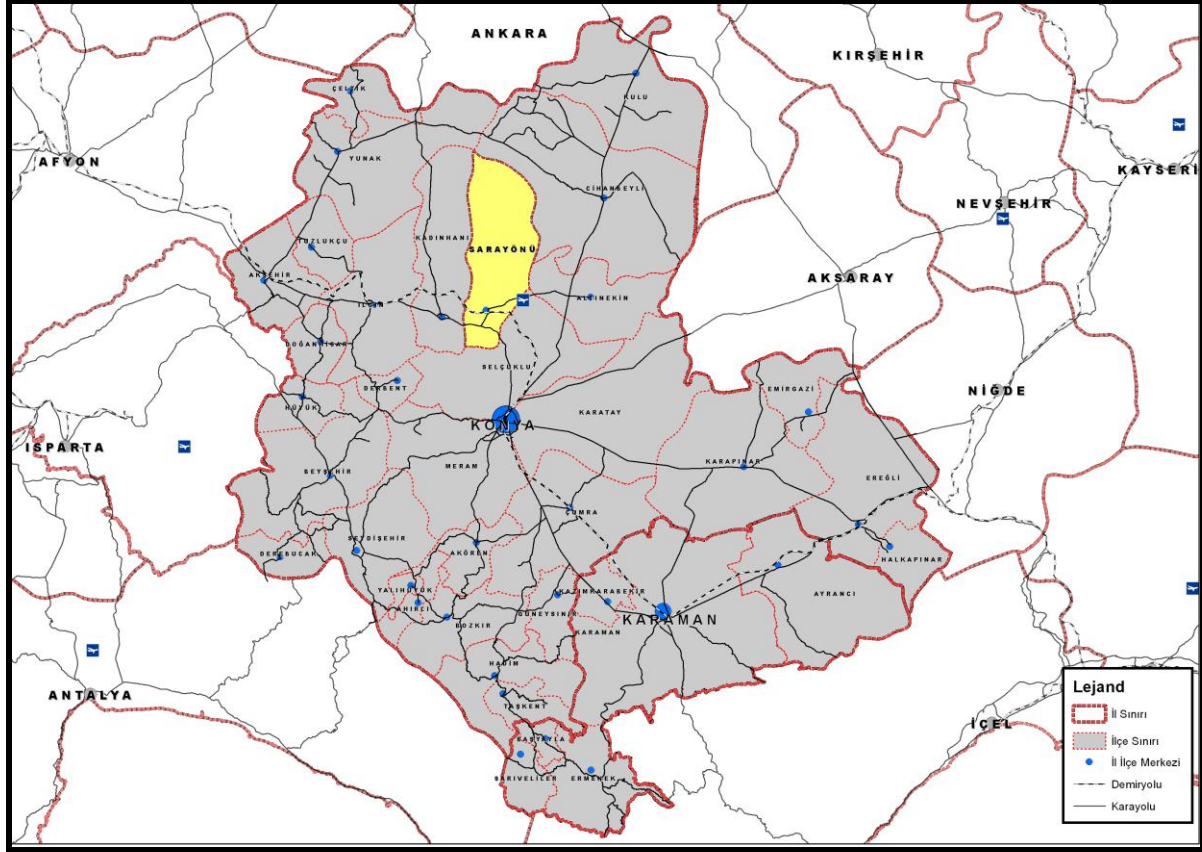 ANKARA
KIRŞEHİR
ÇELTİK
KULU
AFYON
YUNAK
KAYSERİ
CİHANBEYLİ
NEVŞEHİR
TUZLUKÇU
KADINHANI
SARAYÖNÜ
AKŞEHİR
AKSARAY
ILGIN
ALTINEKİN
DOĞANHİSAR
SELÇUKLU
DERBENT
EMİRGAZİ
NİĞDE
HÜYÜK
KARATAY
KONYA
ISPARTA
MERAM
KARAPINAR
BEYŞEHİR
EREĞLİ
ÇUMRA
SEYDİŞEHİR
AKÖREN
DEREBUCAK
HALKAPINAR
YALIHÜYÜK
KAZIMKARABEKİR
AYRANCI
AHIRLI
GÜNEYSINIR
KARAMAN
BOZKIR
KARAMAN
HADİM
ANTALYA
TAŞKENT
İÇEL
BAŞYAYLA
SARIVELİLER
ERMENEK
Lejand
İl Sınırı
İlçe Sınırı
İl İlçe Merkezi
Demiryolu
Karayolu